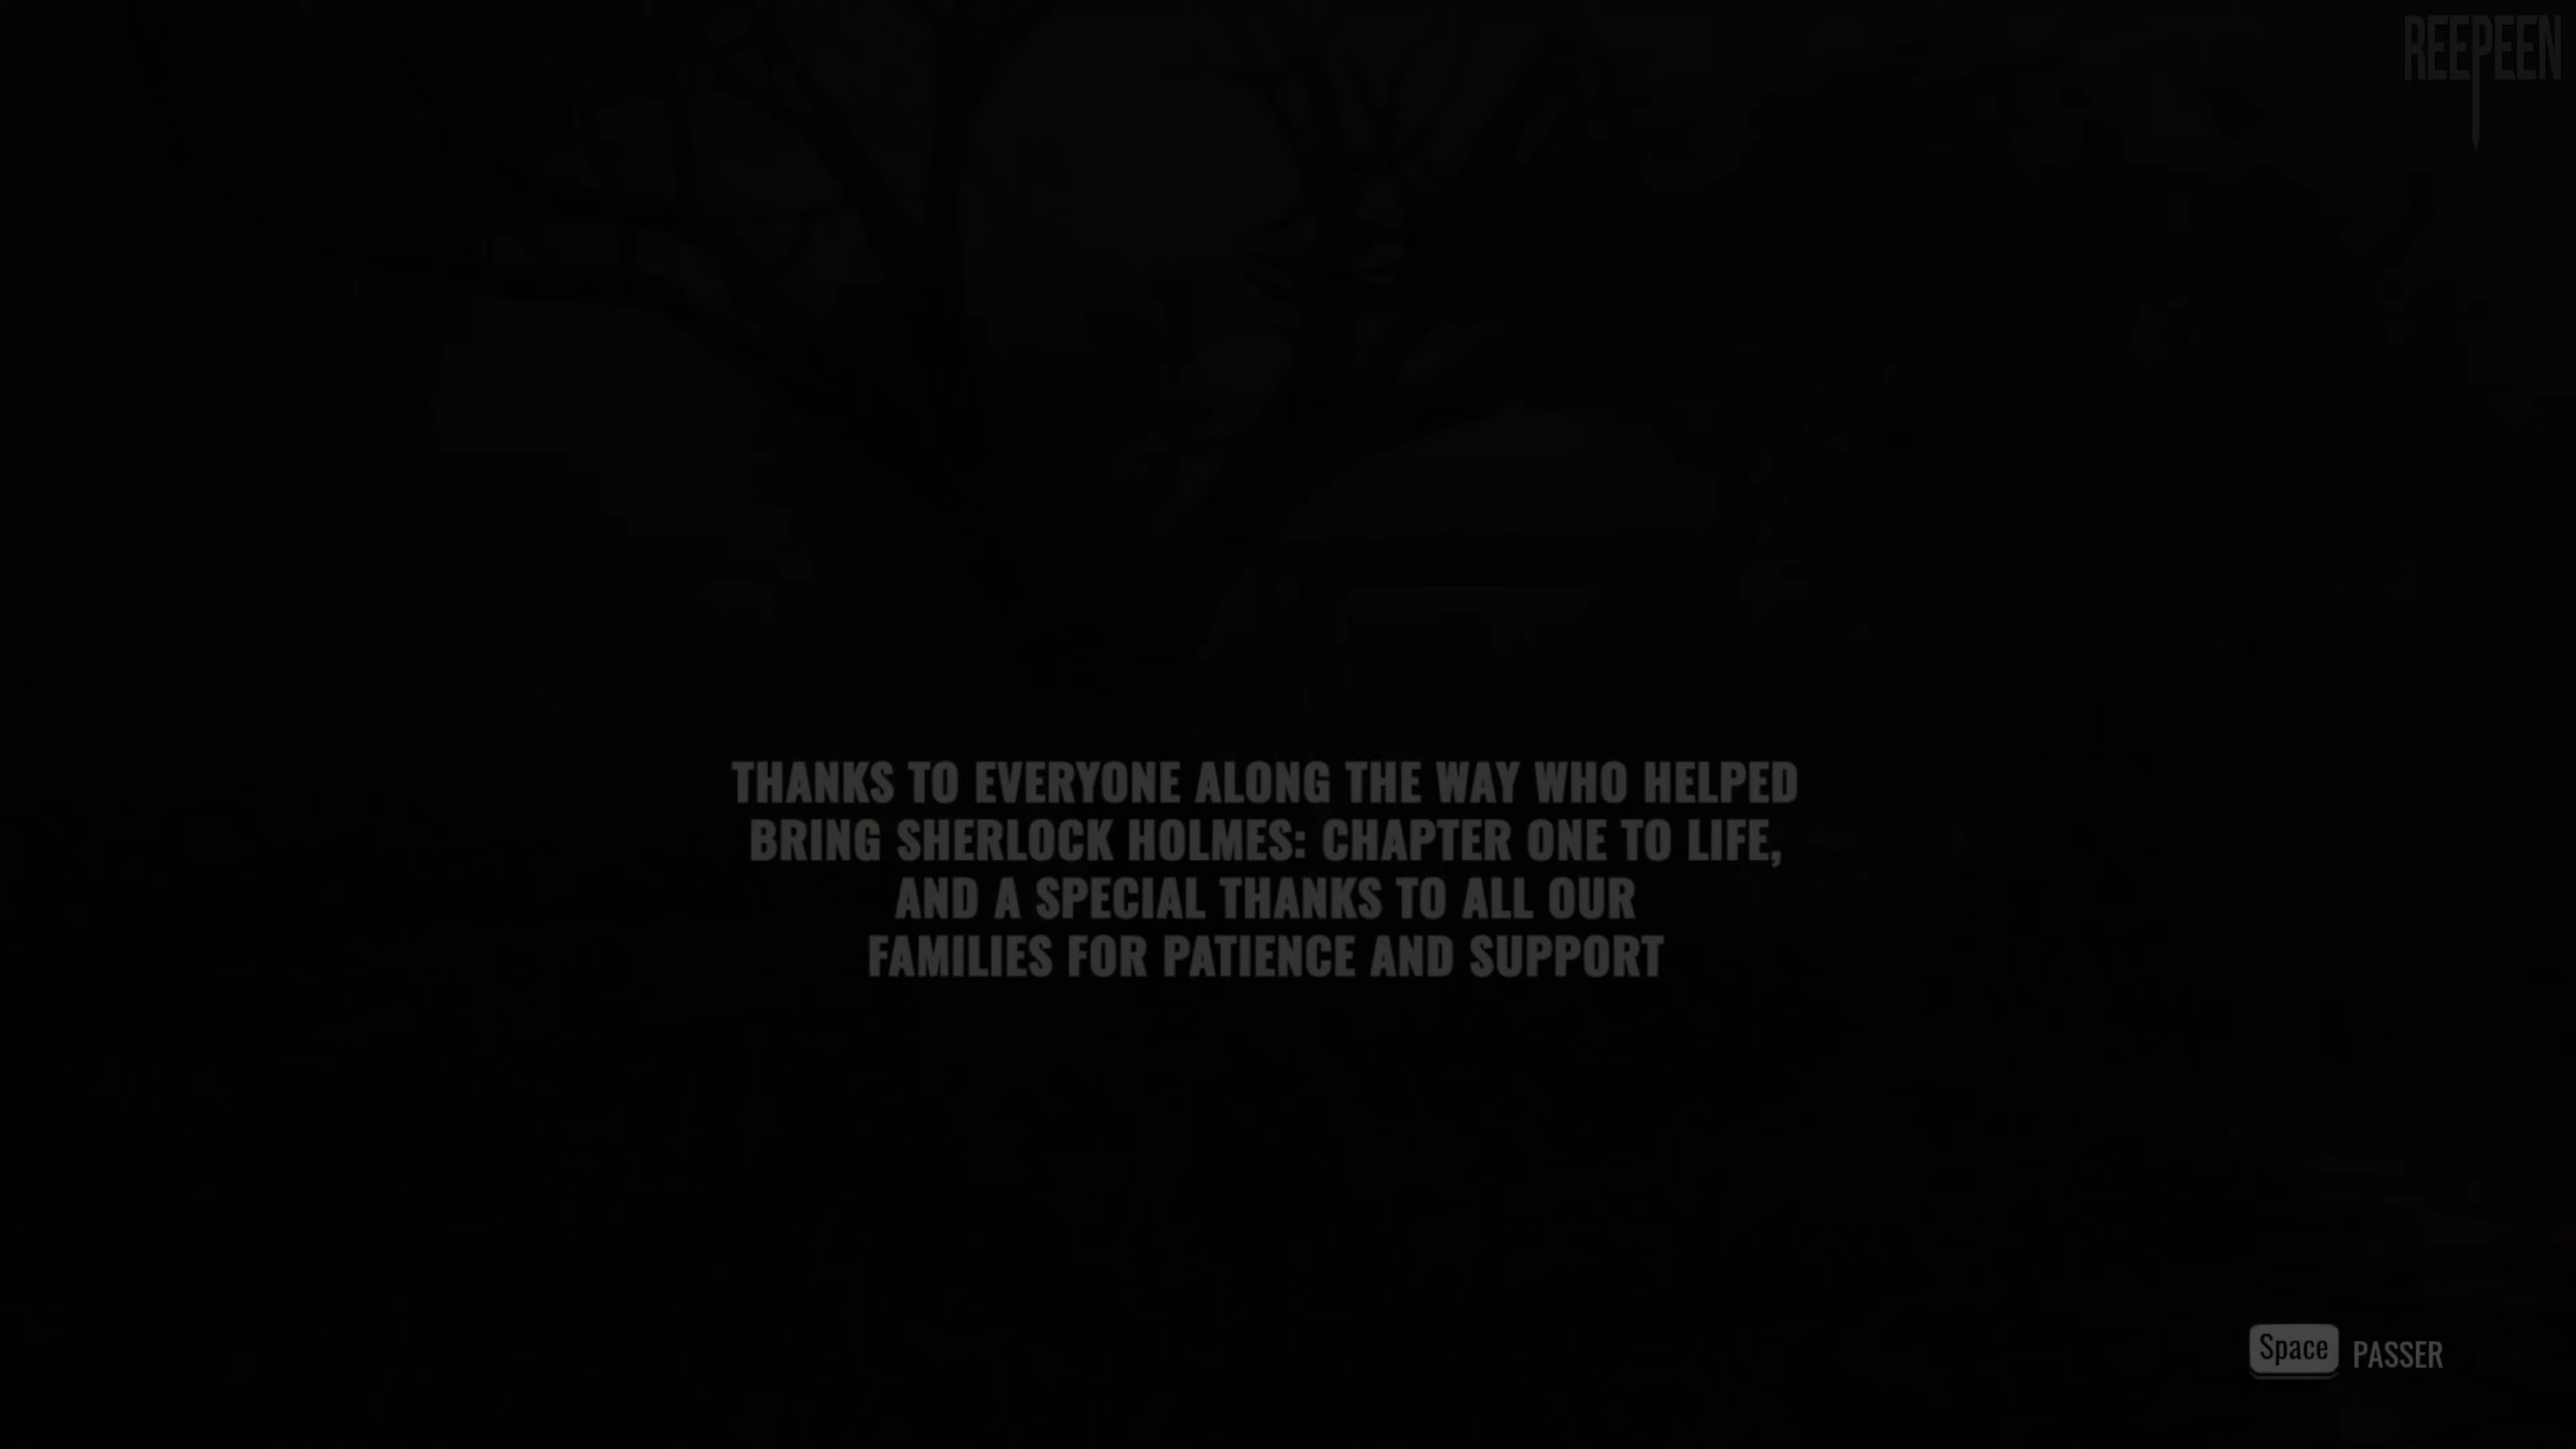 REEPEEN
THANKS TO EVERYONE ALONG THE WAY WHO HELPED
BRING SHERLOCK HOLMES: CHAPTER ONE TO LIFE,
AND A SPECIAL THANKS TO ALL OUR
FAMILIES FOR PATIENCE AND SUPPORT
Space PASSER